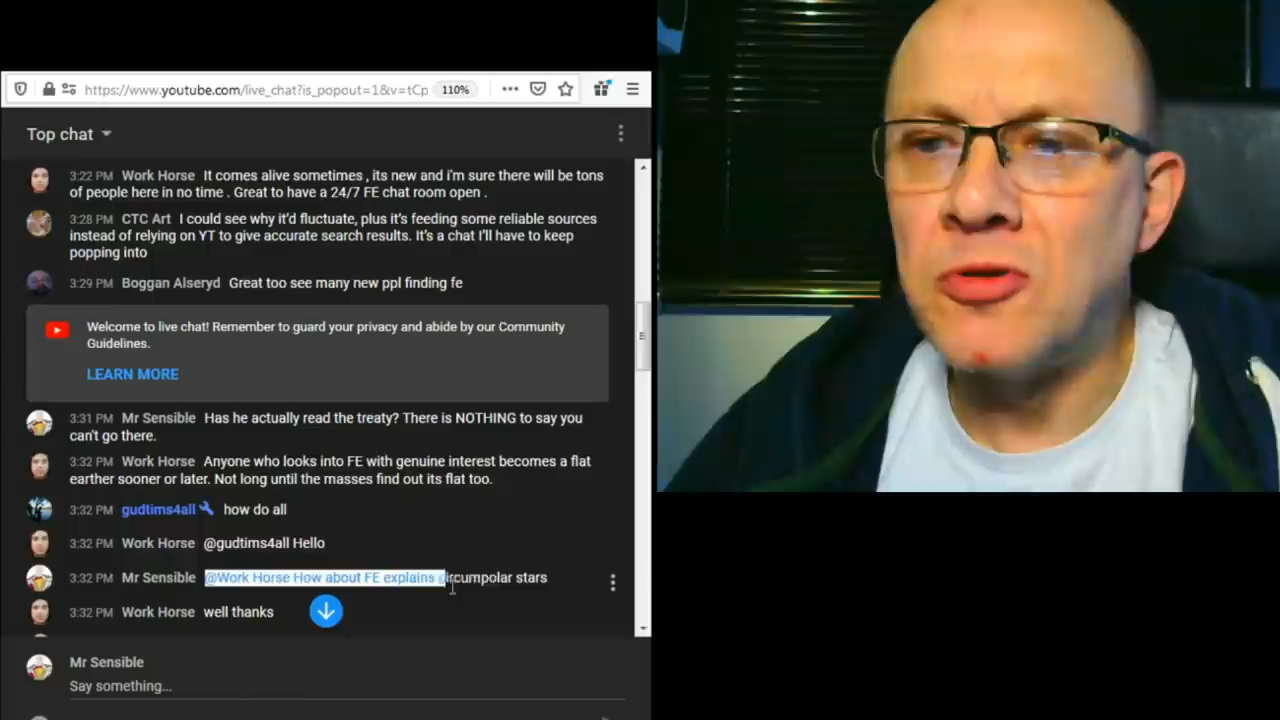 https://www.youtube.com/live_chat?is_popout=1&v=tCp
110%
Top chat
3:22 PM Work Horse It comes alive sometimes , its new and i'm sure there will be tons
of people here in no time . Great to have a 24/7 FE chat room open .
3:28 PM CTC Art I could see why it'd fluctuate, plus it's feeding some reliable sources
instead of relying on YT to give accurate search results. It's a chat I'll have to keep
popping into
3:29 PM Boggan Alseryd Great too see many new ppl finding fe
Welcome to live chat! Remember to guard your privacy and abide by our Community
Guidelines.
LEARN MORE
3:31 PM Mr Sensible Has he actually read the treaty? There is NOTHING to say you
can't go there.
3:32 PM Work Horse Anyone who looks into FE with genuine interest becomes a flat
earther sooner or later. Not long until the masses find out its flat too.
3:32 PM gudtims4all how do all
3:32 PM Work Horse @gudtims4all Hello
3:32 PM Mr Sensible @Work Horse How about FE explains circumpolar stars
3:32 PM Work Horse well thanks
Mr Sensible
Say something...